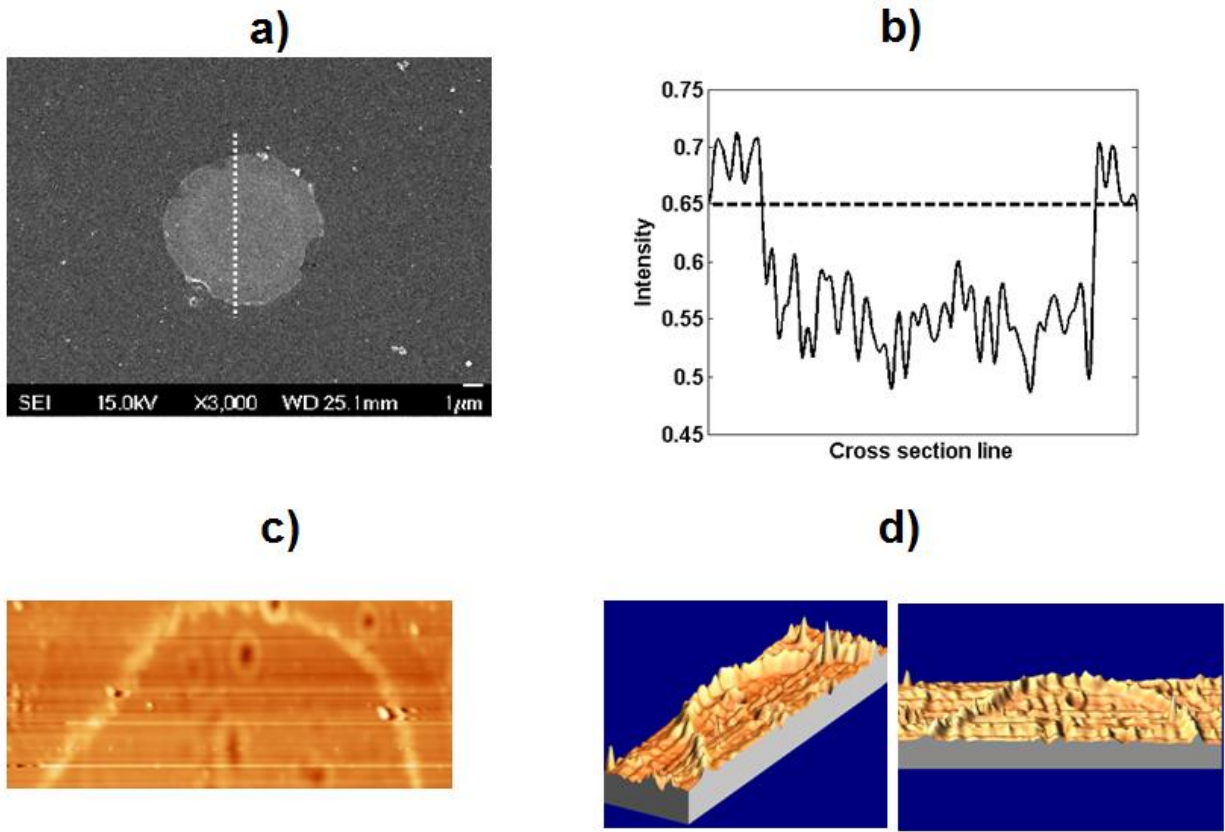 a)
b)
SEI 15.0kV X3,000 WD 25.1mm 1µm
0.75
0.7
0.65
0.6
0.55
0.5
0.45
Intensity
Cross section line
c)
d)